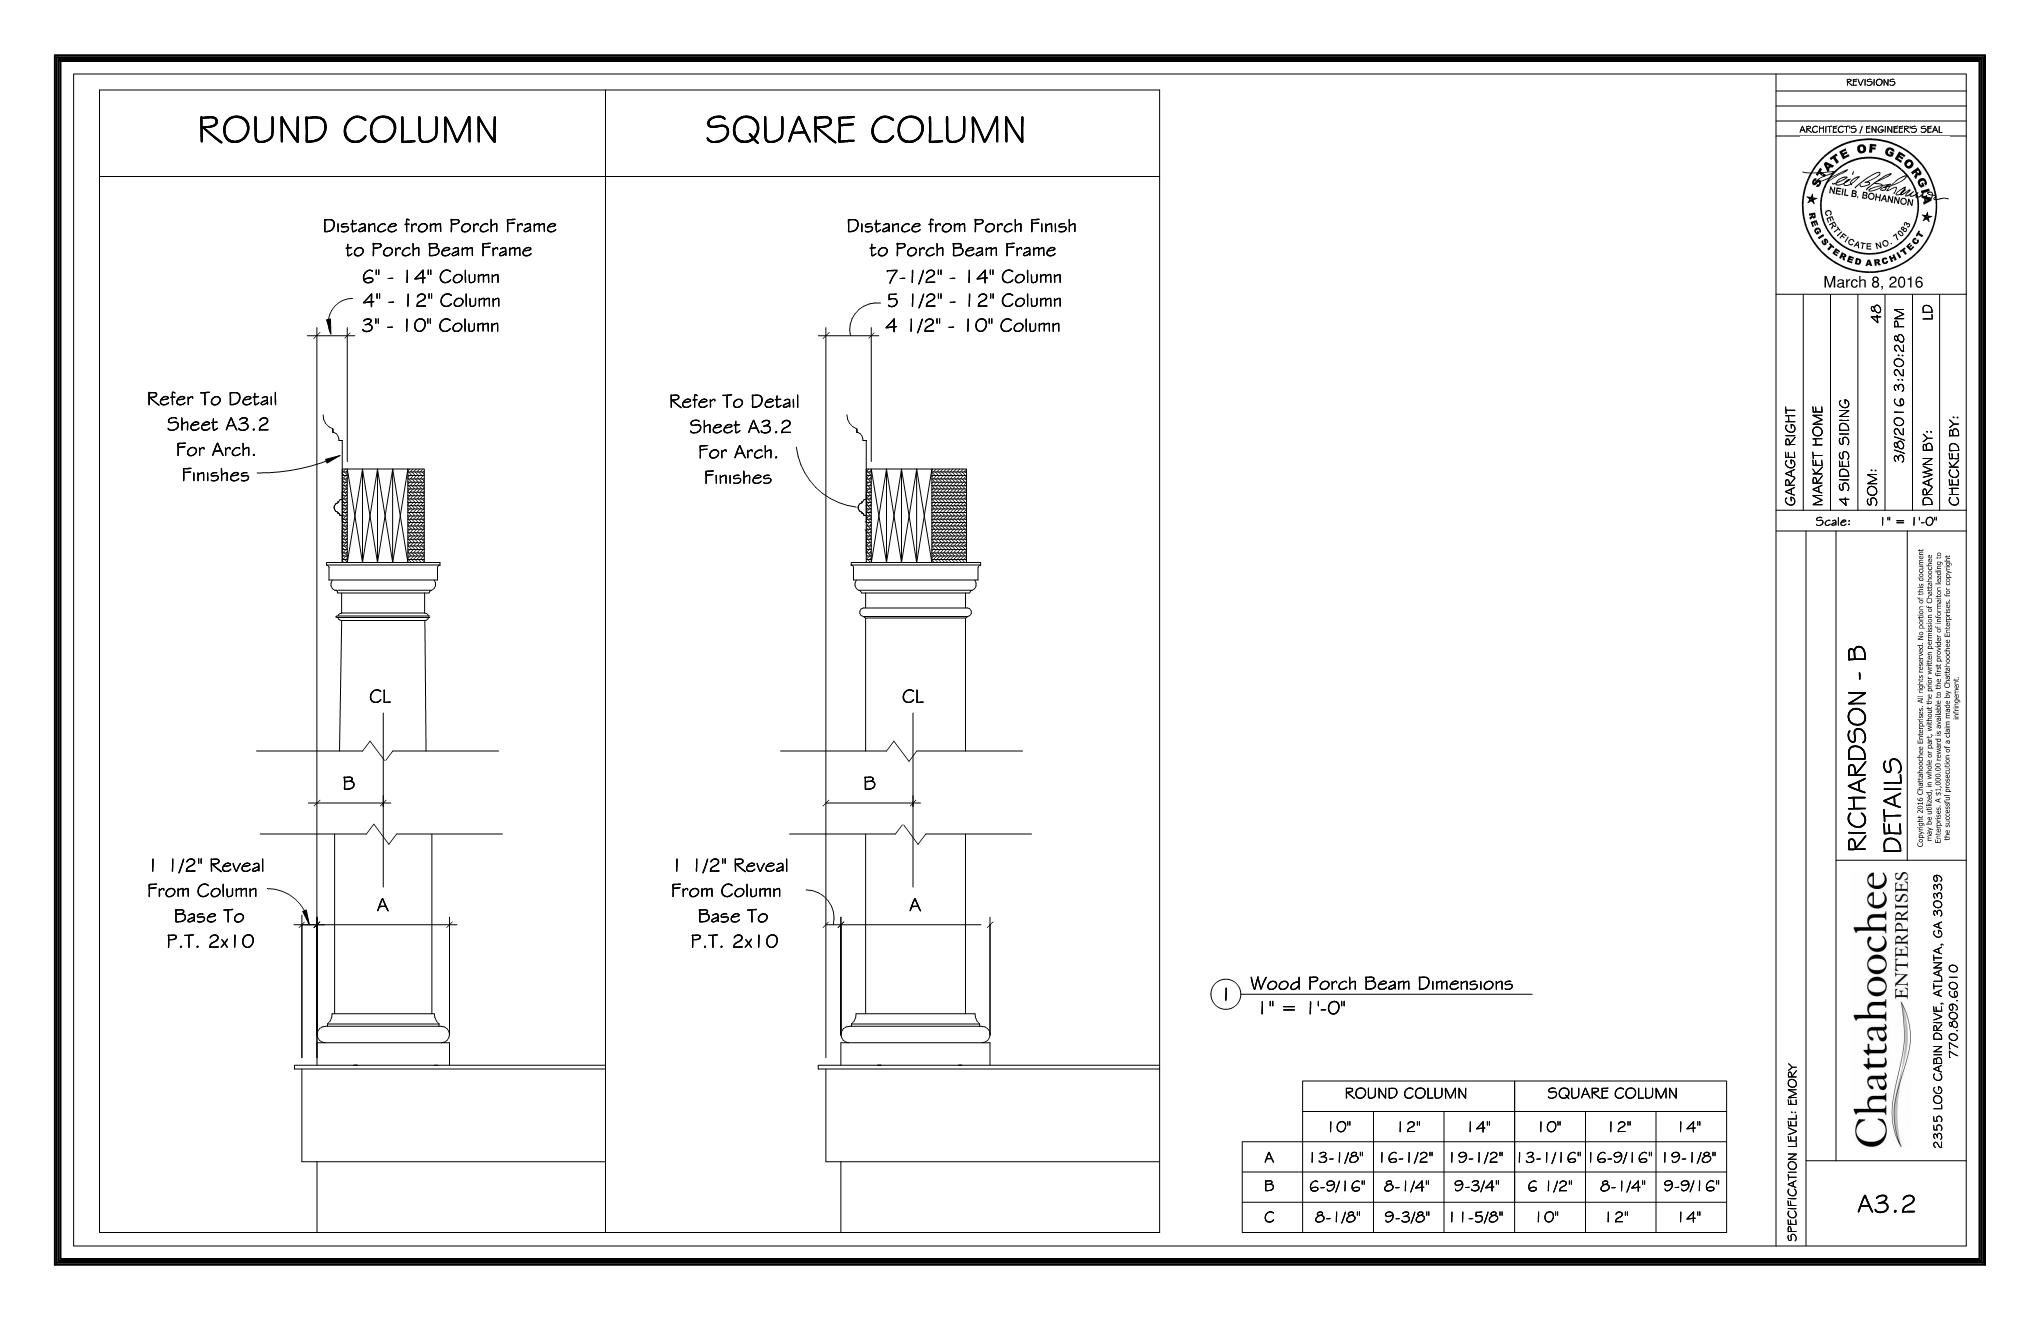 ROUND COLUMN
SQUARE COLUMN
Distance from Porch Frame
to Porch Beam Frame
6" - 14" Column
4" - 12" Column
3" - 10" Column
Refer To Detail
Sheet A3.2
For Arch.
Finishes
CL
B
1 1/2" Reveal
From Column
Base To
P.T. 2x10
A
Distance from Porch Finish
to Porch Beam Frame
7-1/2" - 14" Column
5 1/2" - 12" Column
4 1/2" - 10" Column
Refer To Detail
Sheet A3.2
For Arch.
Finishes
CL
B
1 1/2" Reveal
From Column
Base To
P.T. 2x10
A
1
Wood Porch Beam Dimensions
1" = 1'-0"
ROUND COLUMN SQUARE COLUMN
10" 12" 14" 10" 12" 14"
A 13-1/8" 16-1/2" 19-1/2" 13-1/16" 16-9/16" 19-1/8"
B 6-9/16" 8-1/4" 9-3/4" 6 1/2" 8-1/4" 9-9/16"
C 8-1/8" 9-3/8" 11-5/8" 10" 12" 14"
REVISIONS
ARCHITECT'S / ENGINEER'S SEAL
STATE OF GEORGIA
NEIL B. BOHANNON
CERTIFICATE NO. 7083
REGISTERED ARCHITECT
March 8, 2016
GARAGE RIGHT
MARKET HOME
4 SIDES SIDING
SOM: 48
3/8/2016 3:20:28 PM
DRAWN BY: LD
CHECKED BY:
Scale: 1" = 1'-0"
RICHARDSON - B
DETAILS
Copyright 2016 Chattahoochee Enterprises. All rights reserved. No portion of this document
may be utilized, in whole or part, without the prior written permission of Chattahoochee
Enterprises. A $1,000.00 reward is available to the first provider of informaiton leading to
the successful prosecution of a claim made by Chattahoochee Enterprises. for copyright
infringement.
Chattahoochee
ENTERPRISES
2355 LOG CABIN DRIVE, ATLANTA, GA 30339
770.809.6010
SPECIFICATION LEVEL: EMORY
A3.2